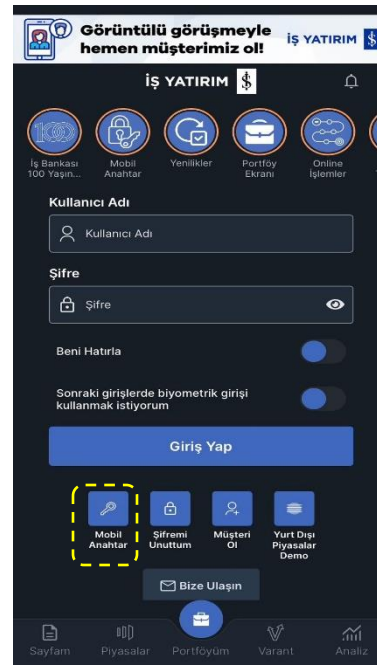 Görüntülü görüşmeyle
hemen müşterimiz ol!
İŞ YATIRIM
İŞ YATIRIM
İş Bankası
100 Yaşın...
Mobil
Anahtar
Yenilikler
Portföy
Ekranı
Online
İşlemler
Kullanıcı Adı
Kullanıcı Adı
Şifre
Şifre
Beni Hatırla
Sonraki girişlerde biyometrik girişi
kullanmak istiyorum
Giriş Yap
Mobil
Anahtar
Şifremi
Unuttum
Müşteri
Ol
Yurt Dışı
Piyasalar
Demo
Bize Ulaşın
Sayfam
Piyasalar
Portföyüm
Varant
Analiz